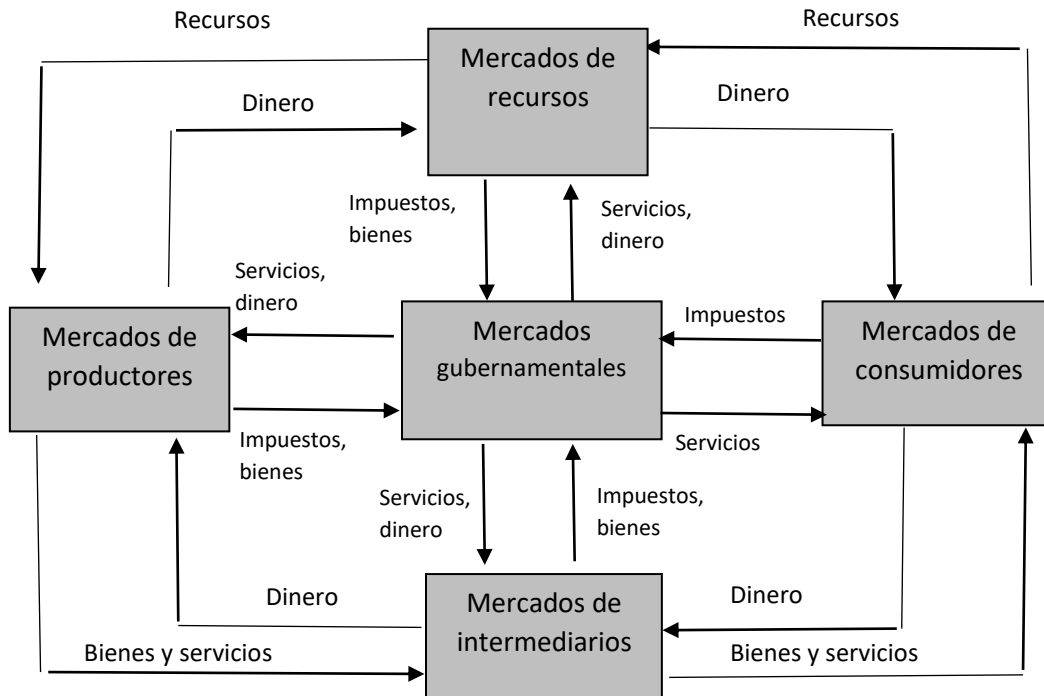 Recursos
Recursos
Mercados de
recursos
Dinero
Dinero
Impuestos,
bienes
Servicios,
dinero
Servicios,
dinero
Mercados de
productores
Mercados
gubernamentales
Impuestos
Mercados de
consumidores
Impuestos,
bienes
Servicios
Servicios,
dinero
Impuestos,
bienes
Dinero
Mercados de
intermediarios
Dinero
Bienes y servicios
Bienes y servicios